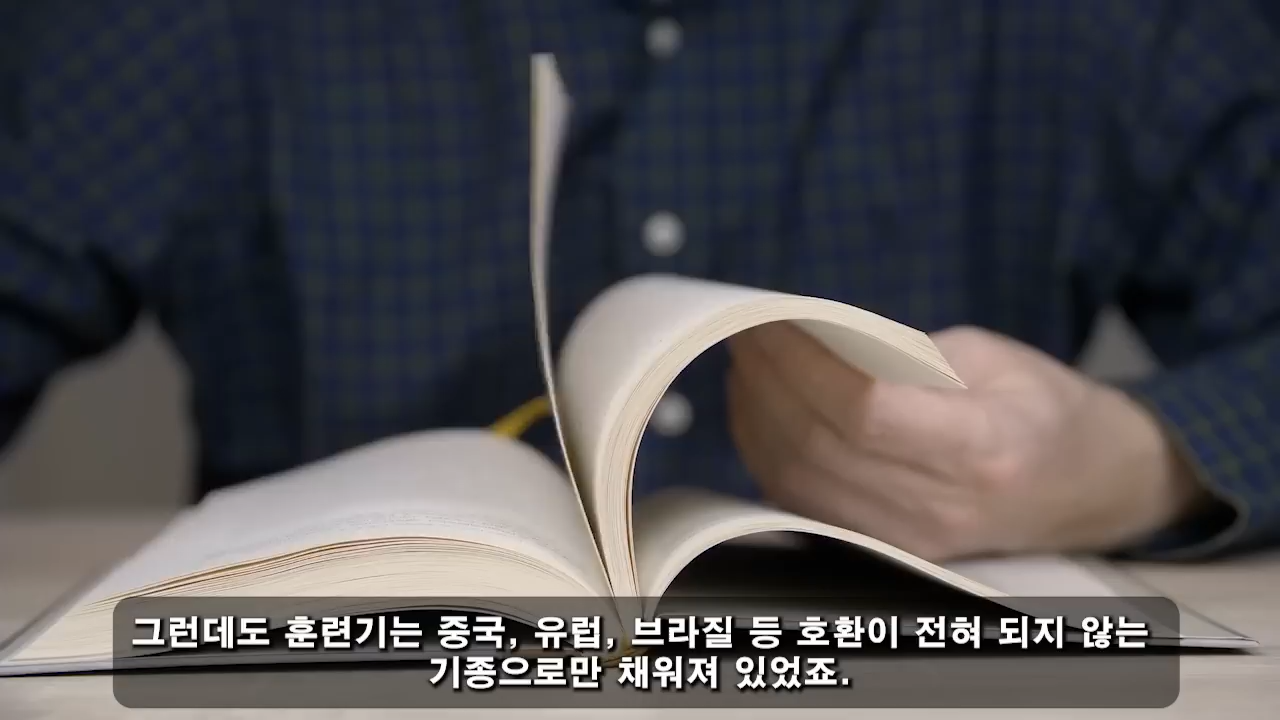 그런데도 훈련기는 중국, 유럽, 브라질 등 호환이 전혀 되지 않는
기종으로만 채워져 있었죠.